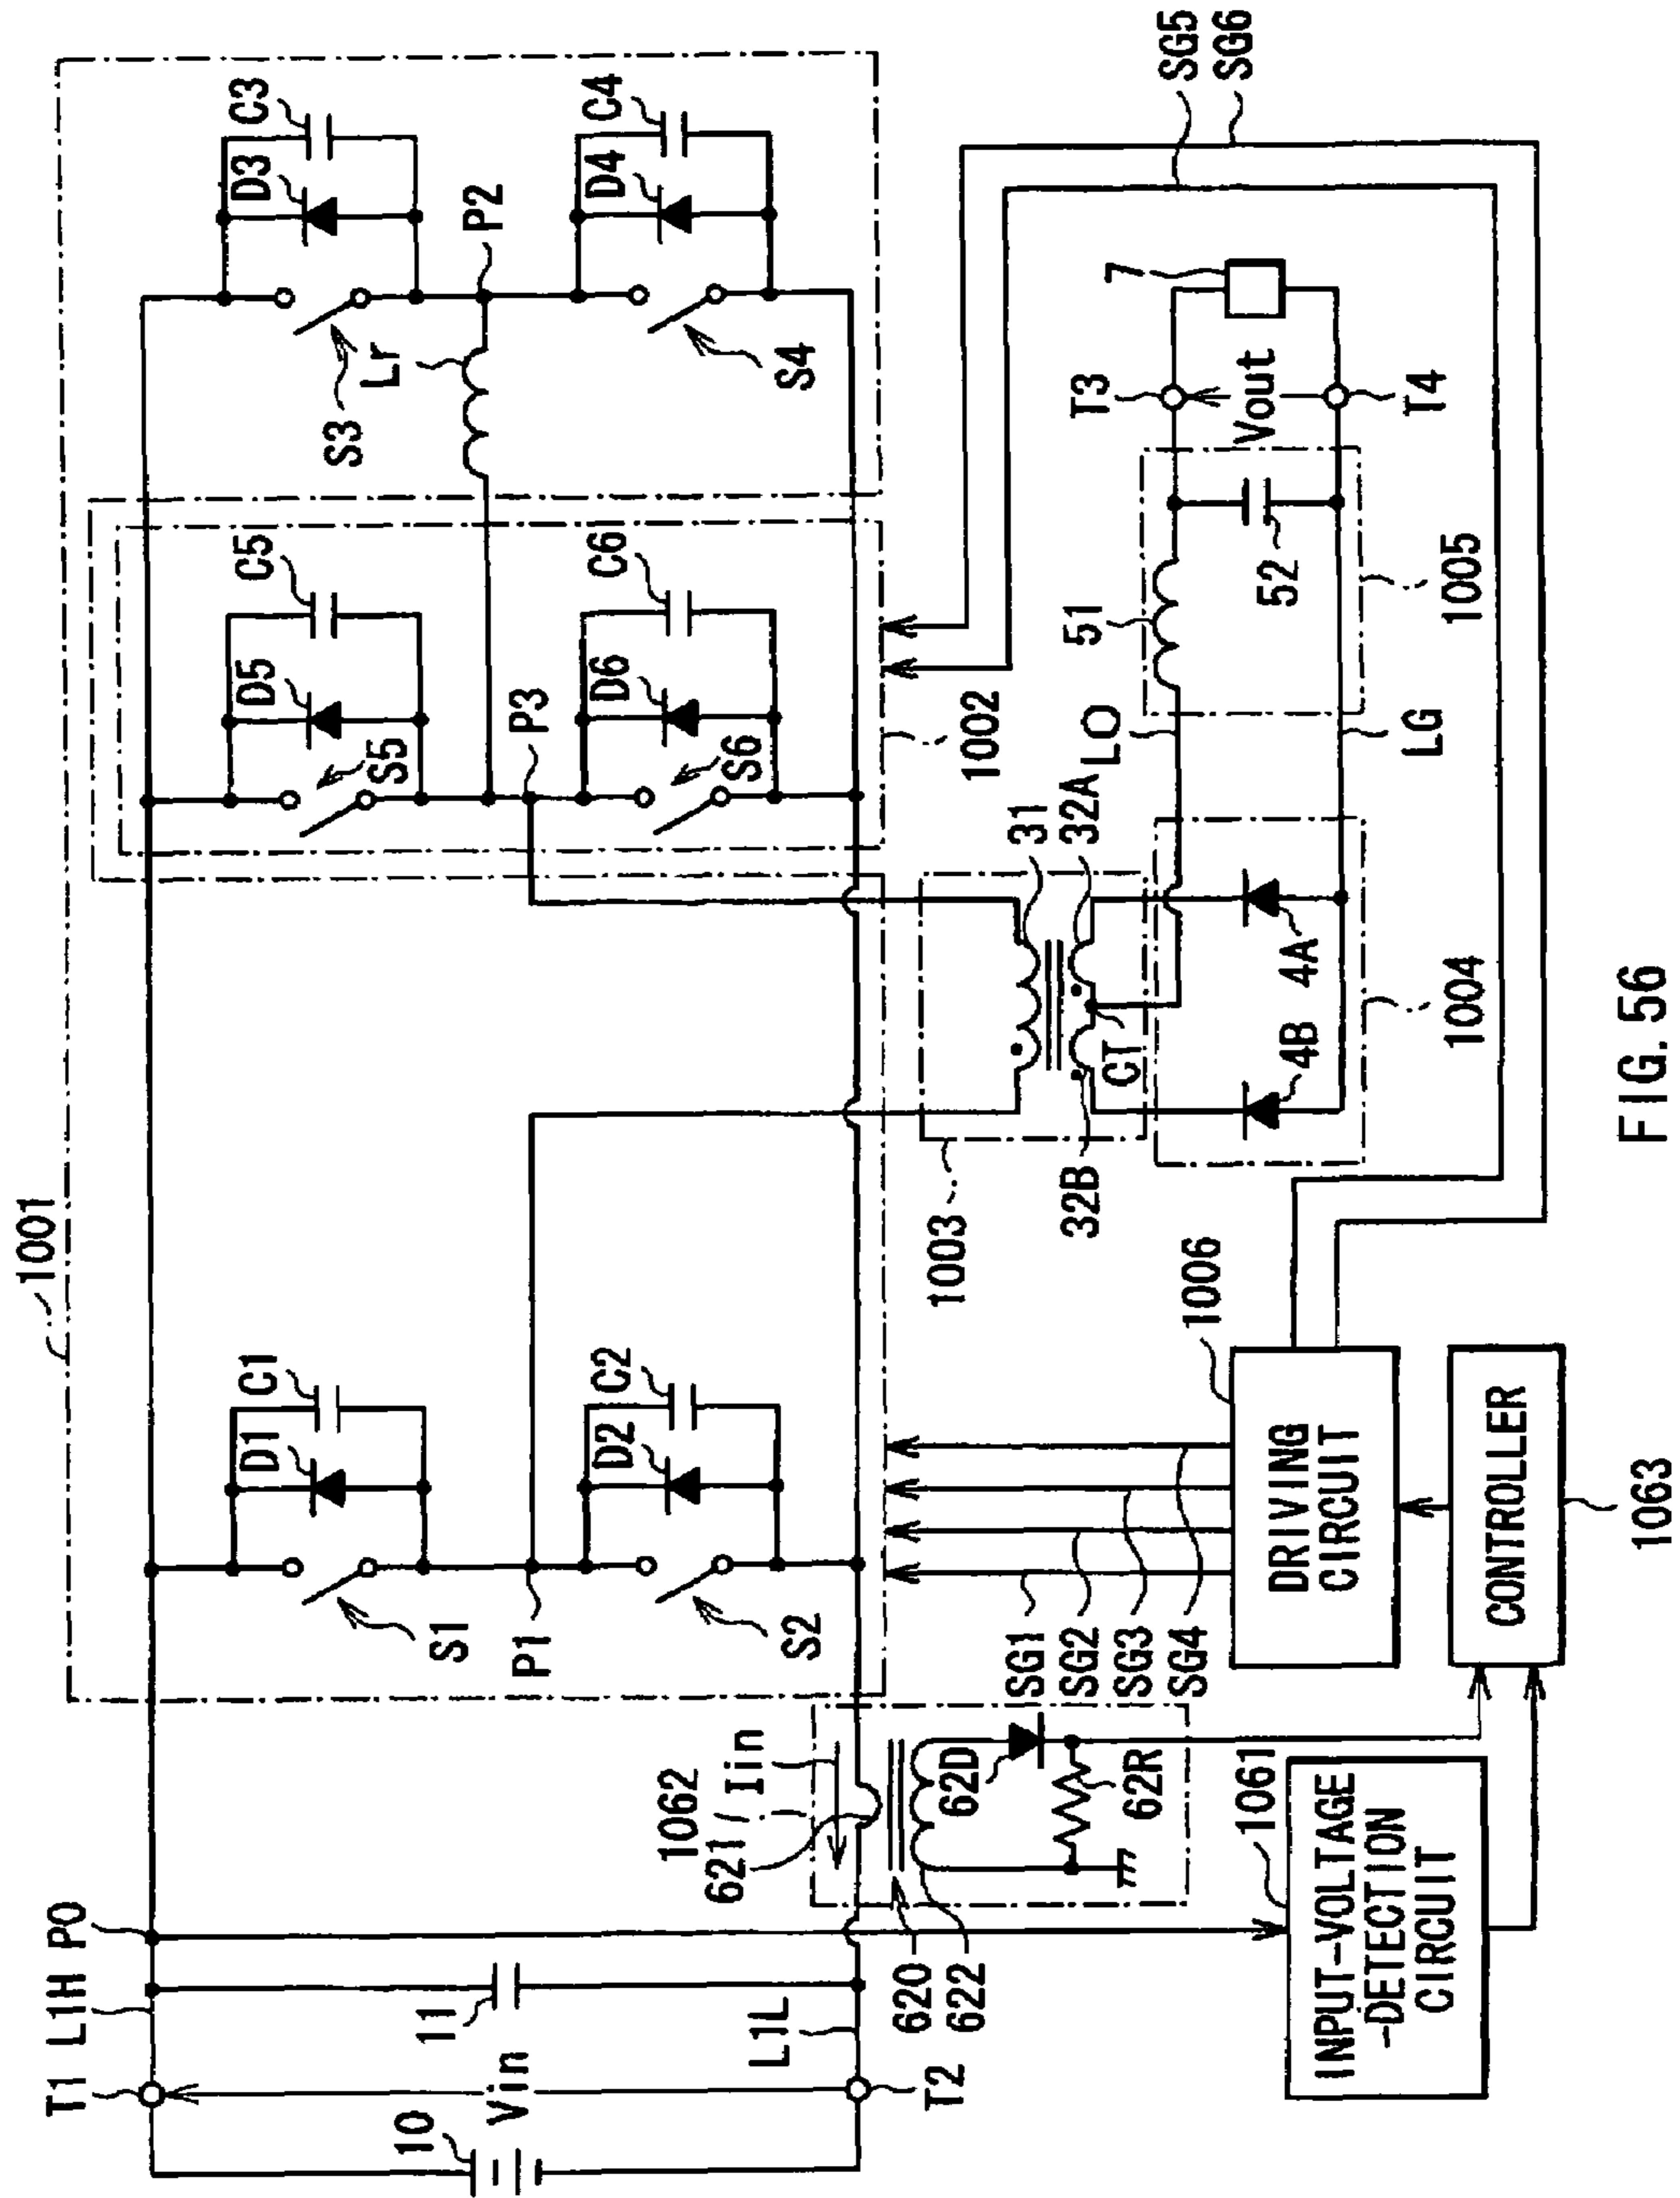 1001
T1
L1H
P0
10
Vin
11
L1L
T2
1062
Iin
621
620
622
62D
62R
INPUT-VOLTAGE
-DETECTION
CIRCUIT
1061
S1
D1
C1
P1
S2
D2
C2
SG1
SG2
SG3
SG4
DRIVING
CIRCUIT
1006
CONTROLLER
1063
S5
D5
C5
P3
S6
D6
C6
1002
S3
Lr
D3
C3
P2
S4
D4
C4
SG5
SG6
1003
31
32A
32B
CT
4A
4B
1004
LO
LG
51
52
1005
T3
Vout
T4
7
FIG. 56